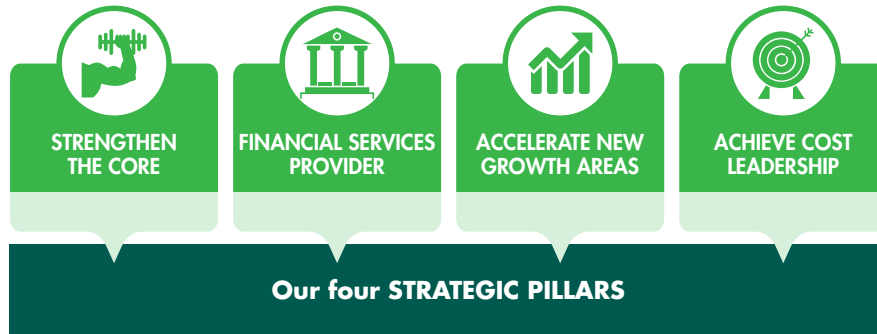 STRENGTHEN
THE CORE
FINANCIAL SERVICES
PROVIDER
ACCELERATE NEW
GROWTH AREAS
ACHIEVE COST
LEADERSHIP
Our four STRATEGIC PILLARS